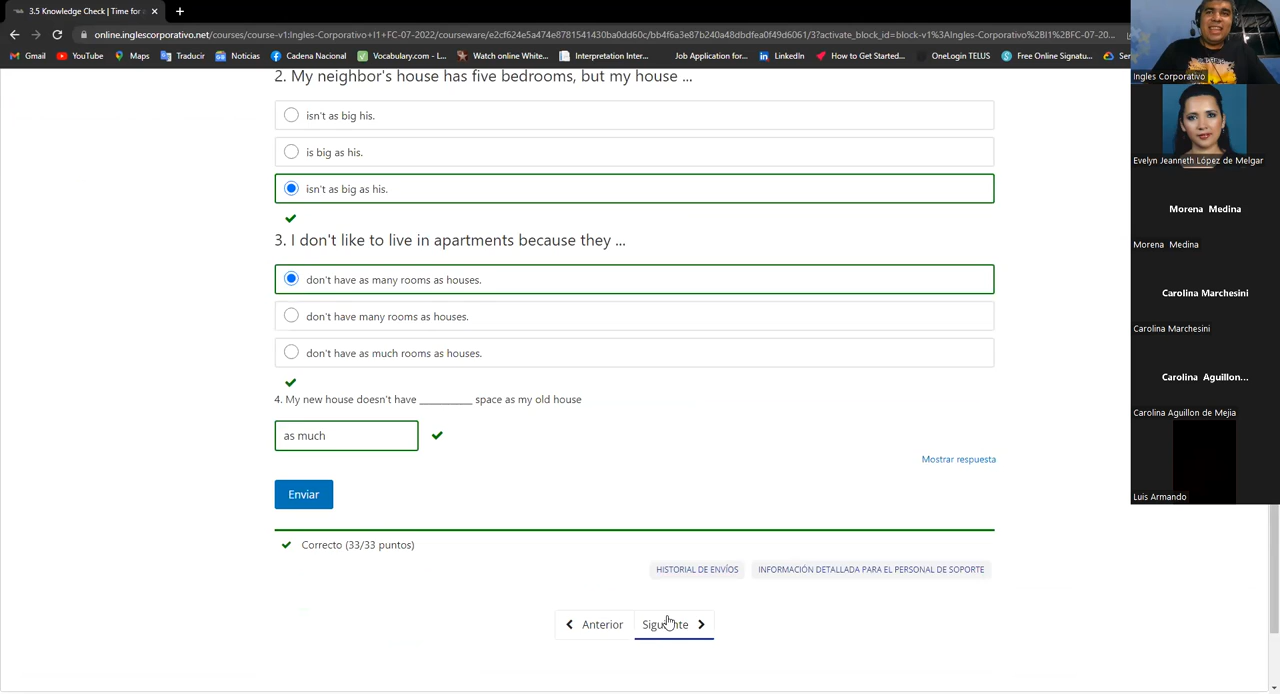 3.5 Knowledge Check | Time for
online.inglescorporativo.net/courses/course-v1:Ingles-Corporativo+I1+FC-07-2022/courseware/e2cf624e5a474e8781541430ba0dd60c/bb4f6a3e87b240a48dbdfea0f49d6061/3?activate_block_id=block-v1%3AIngles-Corporativo%2BI1%2BFC-07-20...
Gmail YouTube Maps Traducir Noticias Cadena Nacional Vocabulary.com - L... Watch online White... Interpretation Inter... Job Application for... LinkedIn How to Get Started... OneLogin TELUS Free Online Signatu... Ser
Ingles Corporativo
2. My neighbor's house has five bedrooms, but my house ...
isn't as big his.
is big as his.
isn't as big as his.
3. I don't like to live in apartments because they ...
don't have as many rooms as houses.
don't have many rooms as houses.
don't have as much rooms as houses.
4. My new house doesn't have __________ space as my old house
as much
Mostrar respuesta
Enviar
Correcto (33/33 puntos)
HISTORIAL DE ENVÍOS
INFORMACIÓN DETALLADA PARA EL PERSONAL DE SOPORTE
Anterior
Siguiente
Evelyn Jeanneth López de Melgar
Morena Medina
Morena Medina
Carolina Marchesini
Carolina Marchesini
Carolina Aguillon...
Carolina Aguillon de Mejia
Luis Armando